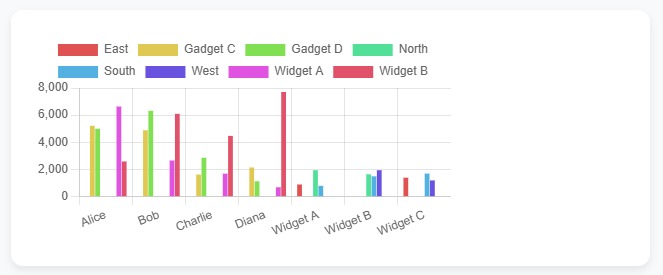 East Gadget C Gadget D North
South West Widget A Widget B
8,000
6,000
4,000
2,000
0
Alice Bob Charlie Diana Widget A Widget B Widget C